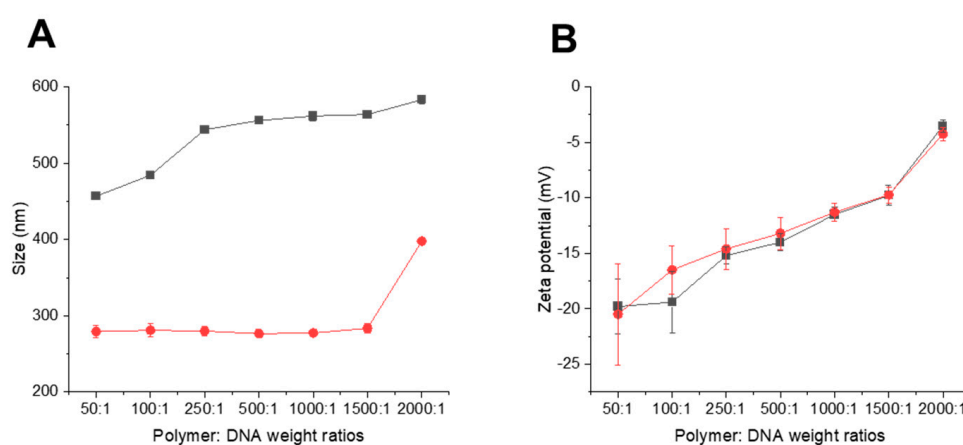 A
600
500
400
300
200
Size (nm)
50:1 100:1 250:1 500:1 1000:1 1500:1 2000:1
Polymer: DNA weight ratios
B
0
-5
-10
-15
-20
-25
Zeta potential (mV)
50:1 100:1 250:1 500:1 1000:1 1500:1 2000:1
Polymer: DNA weight ratios